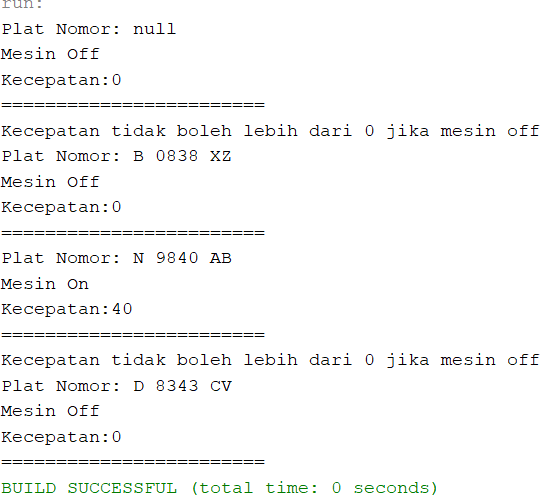 run:
Plat Nomor: null
Mesin Off
Kecepatan:0
========================
Kecepatan tidak boleh lebih dari 0 jika mesin off
Plat Nomor: B 0838 XZ
Mesin Off
Kecepatan:0
========================
Plat Nomor: N 9840 AB
Mesin On
Kecepatan:40
========================
Kecepatan tidak boleh lebih dari 0 jika mesin off
Plat Nomor: D 8343 CV
Mesin Off
Kecepatan:0
========================
BUILD SUCCESSFUL (total time: 0 seconds)